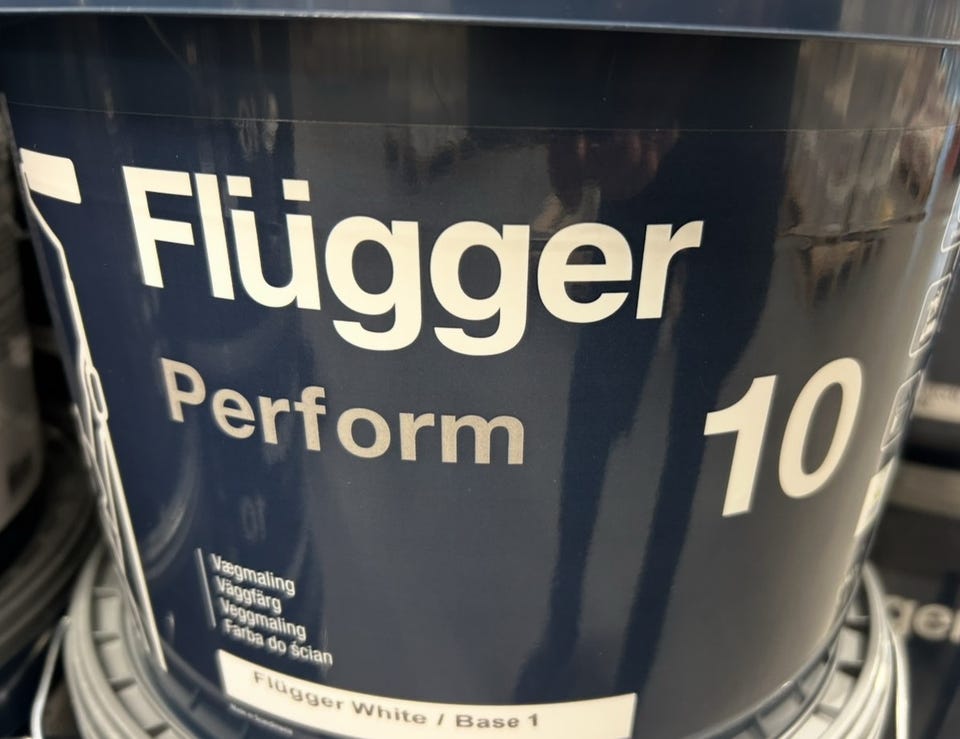 Flügger
Perform
10
Vægmaling
Väggfärg
Veggmaling
Farba do ścian
Flügger White / Base 1